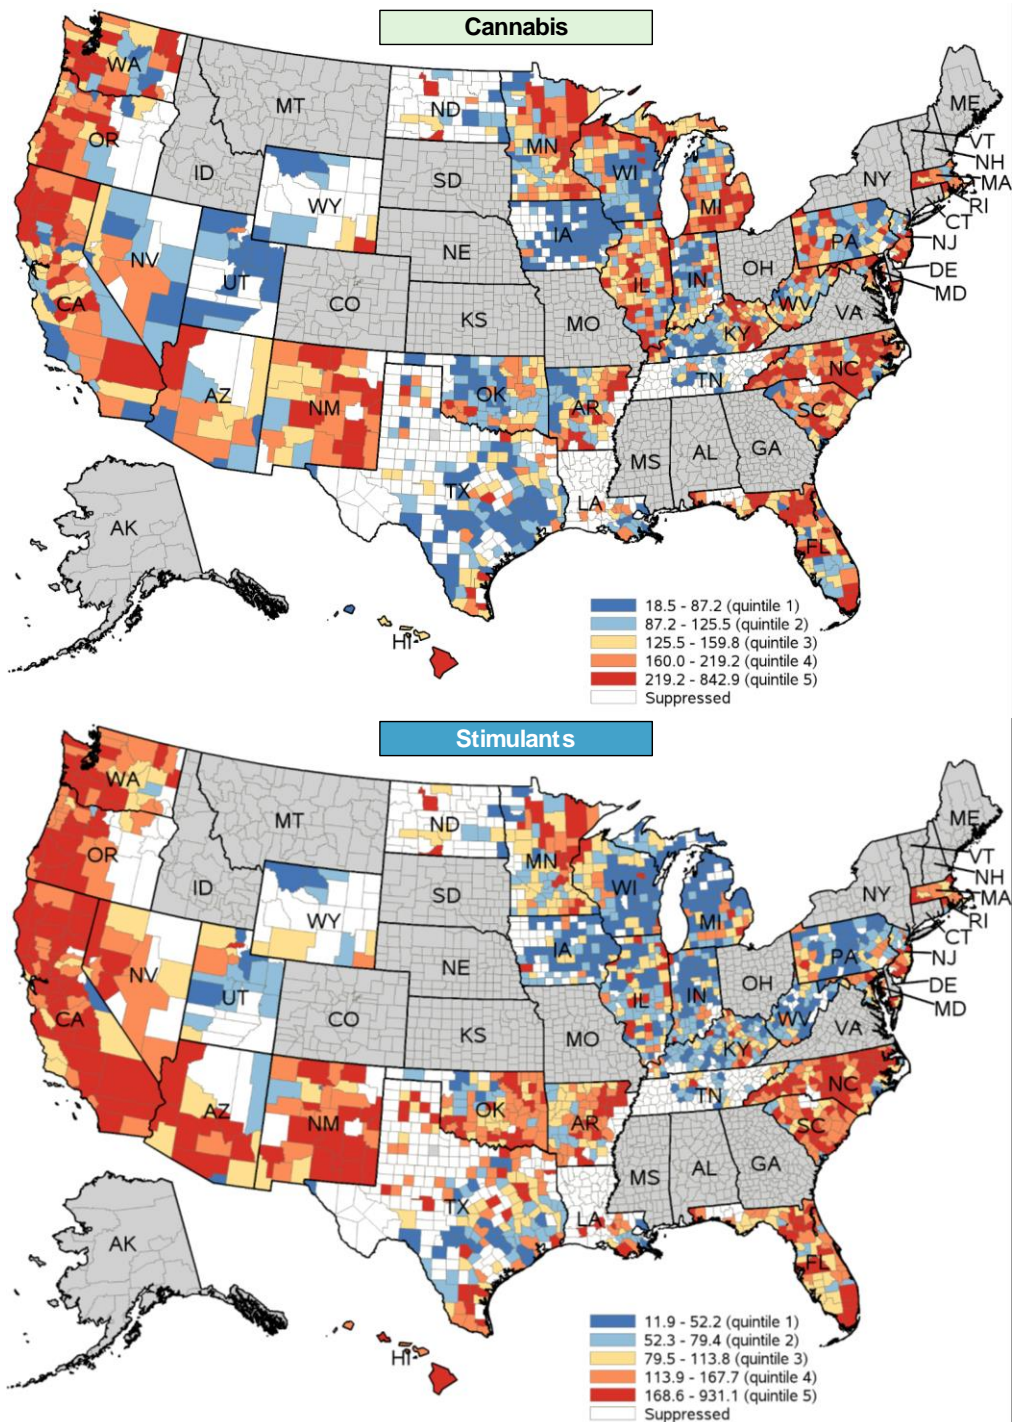 Cannabis
WA
MT
ND
ME
OR
MN
VT
ID
SD
WI
NH
NY
MA
WY
MI
RI
CT
IA
NE
PA
NJ
NV
OH
DE
UT
IL
IN
MD
CA
CO
WV
KS
MO
VA
KY
AZ
NM
OK
TN
NC
AR
SC
MS
AL
GA
TX
LA
AK
FL
HI
18.5 - 87.2 (quintile 1)
87.2 - 125.5 (quintile 2)
125.5 - 159.8 (quintile 3)
160.0 - 219.2 (quintile 4)
219.2 - 842.9 (quintile 5)
Suppressed
Stimulants
WA
MT
ND
ME
OR
MN
VT
ID
SD
WI
NH
NY
MA
WY
MI
RI
CT
IA
NE
PA
NJ
NV
OH
DE
UT
IL
IN
MD
CA
CO
WV
KS
MO
VA
KY
AZ
NM
OK
TN
NC
AR
SC
MS
AL
GA
TX
LA
AK
FL
HI
11.9 - 52.2 (quintile 1)
52.3 - 79.4 (quintile 2)
79.5 - 113.8 (quintile 3)
113.9 - 167.7 (quintile 4)
168.6 - 931.1 (quintile 5)
Suppressed